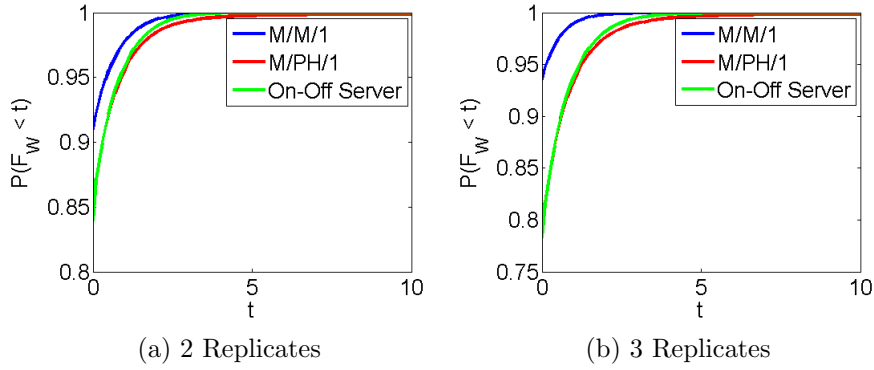 1
0.95
0.9
0.85
0.8
P(F_W < t)
M/M/1
M/PH/1
On-Off Server
0
5
10
t
(a) 2 Replicates
1
0.95
0.9
0.85
0.8
0.75
P(F_W < t)
M/M/1
M/PH/1
On-Off Server
0
5
10
t
(b) 3 Replicates